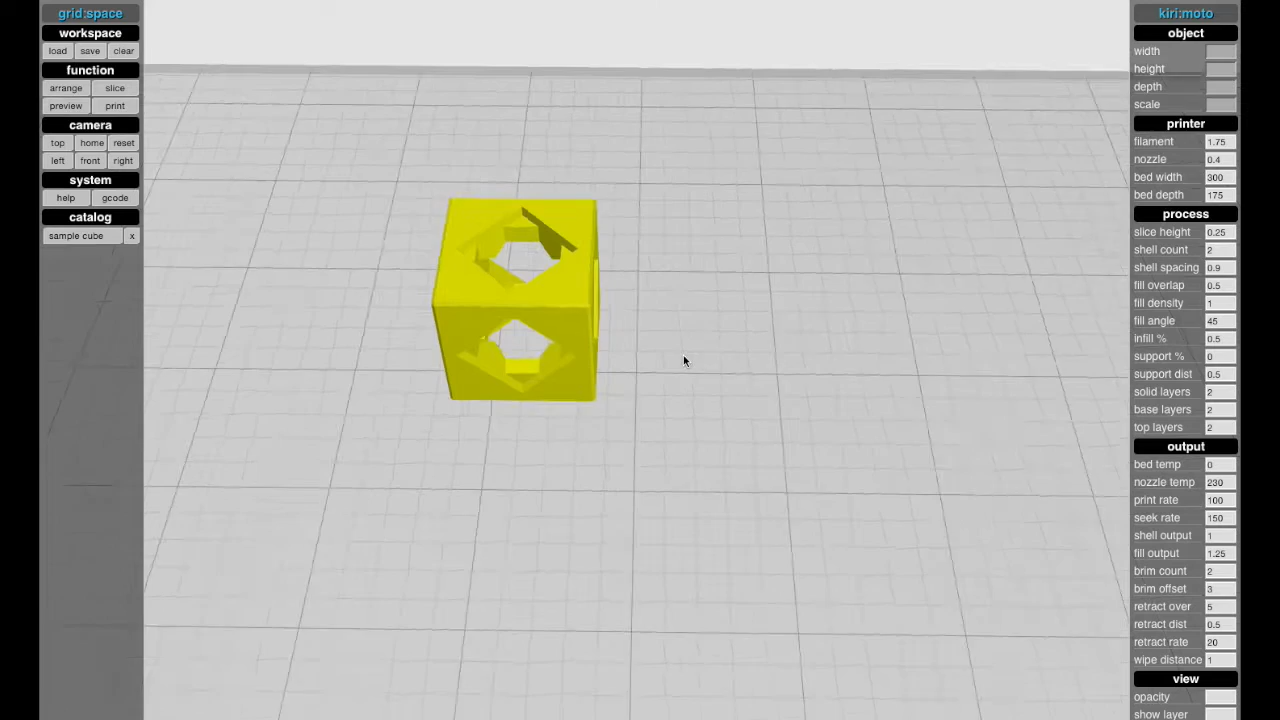 grid:space
workspace
load save clear
function
arrange slice
preview print
camera
top home reset
left front right
system
help gcode
catalog
sample cube x
kiri:moto
object
width
height
depth
scale
printer
filament 1.75
nozzle 0.4
bed width 300
bed depth 175
process
slice height 0.25
shell count 2
shell spacing 0.9
fill overlap 0.5
fill density 1
fill angle 45
infill % 0.5
support % 0
support dist 0.5
solid layers 2
base layers 2
top layers 2
output
bed temp 0
nozzle temp 230
print rate 100
seek rate 150
shell output 1
fill output 1.25
brim count 2
brim offset 3
retract over 5
retract dist 0.5
retract rate 20
wipe distance 1
view
opacity
show layer